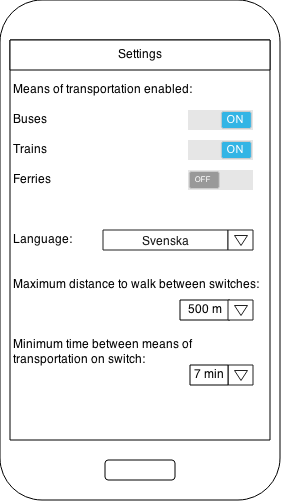 Settings
Means of transportation enabled:
Buses ON
Trains ON
Ferries OFF
Language: Svenska
Maximum distance to walk between switches:
500 m
Minimum time between means of
transportation on switch:
7 min